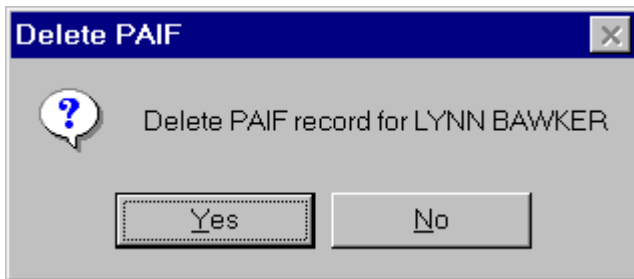 Delete PAIF
Delete PAIF record for LYNN BAWKER
Yes
No